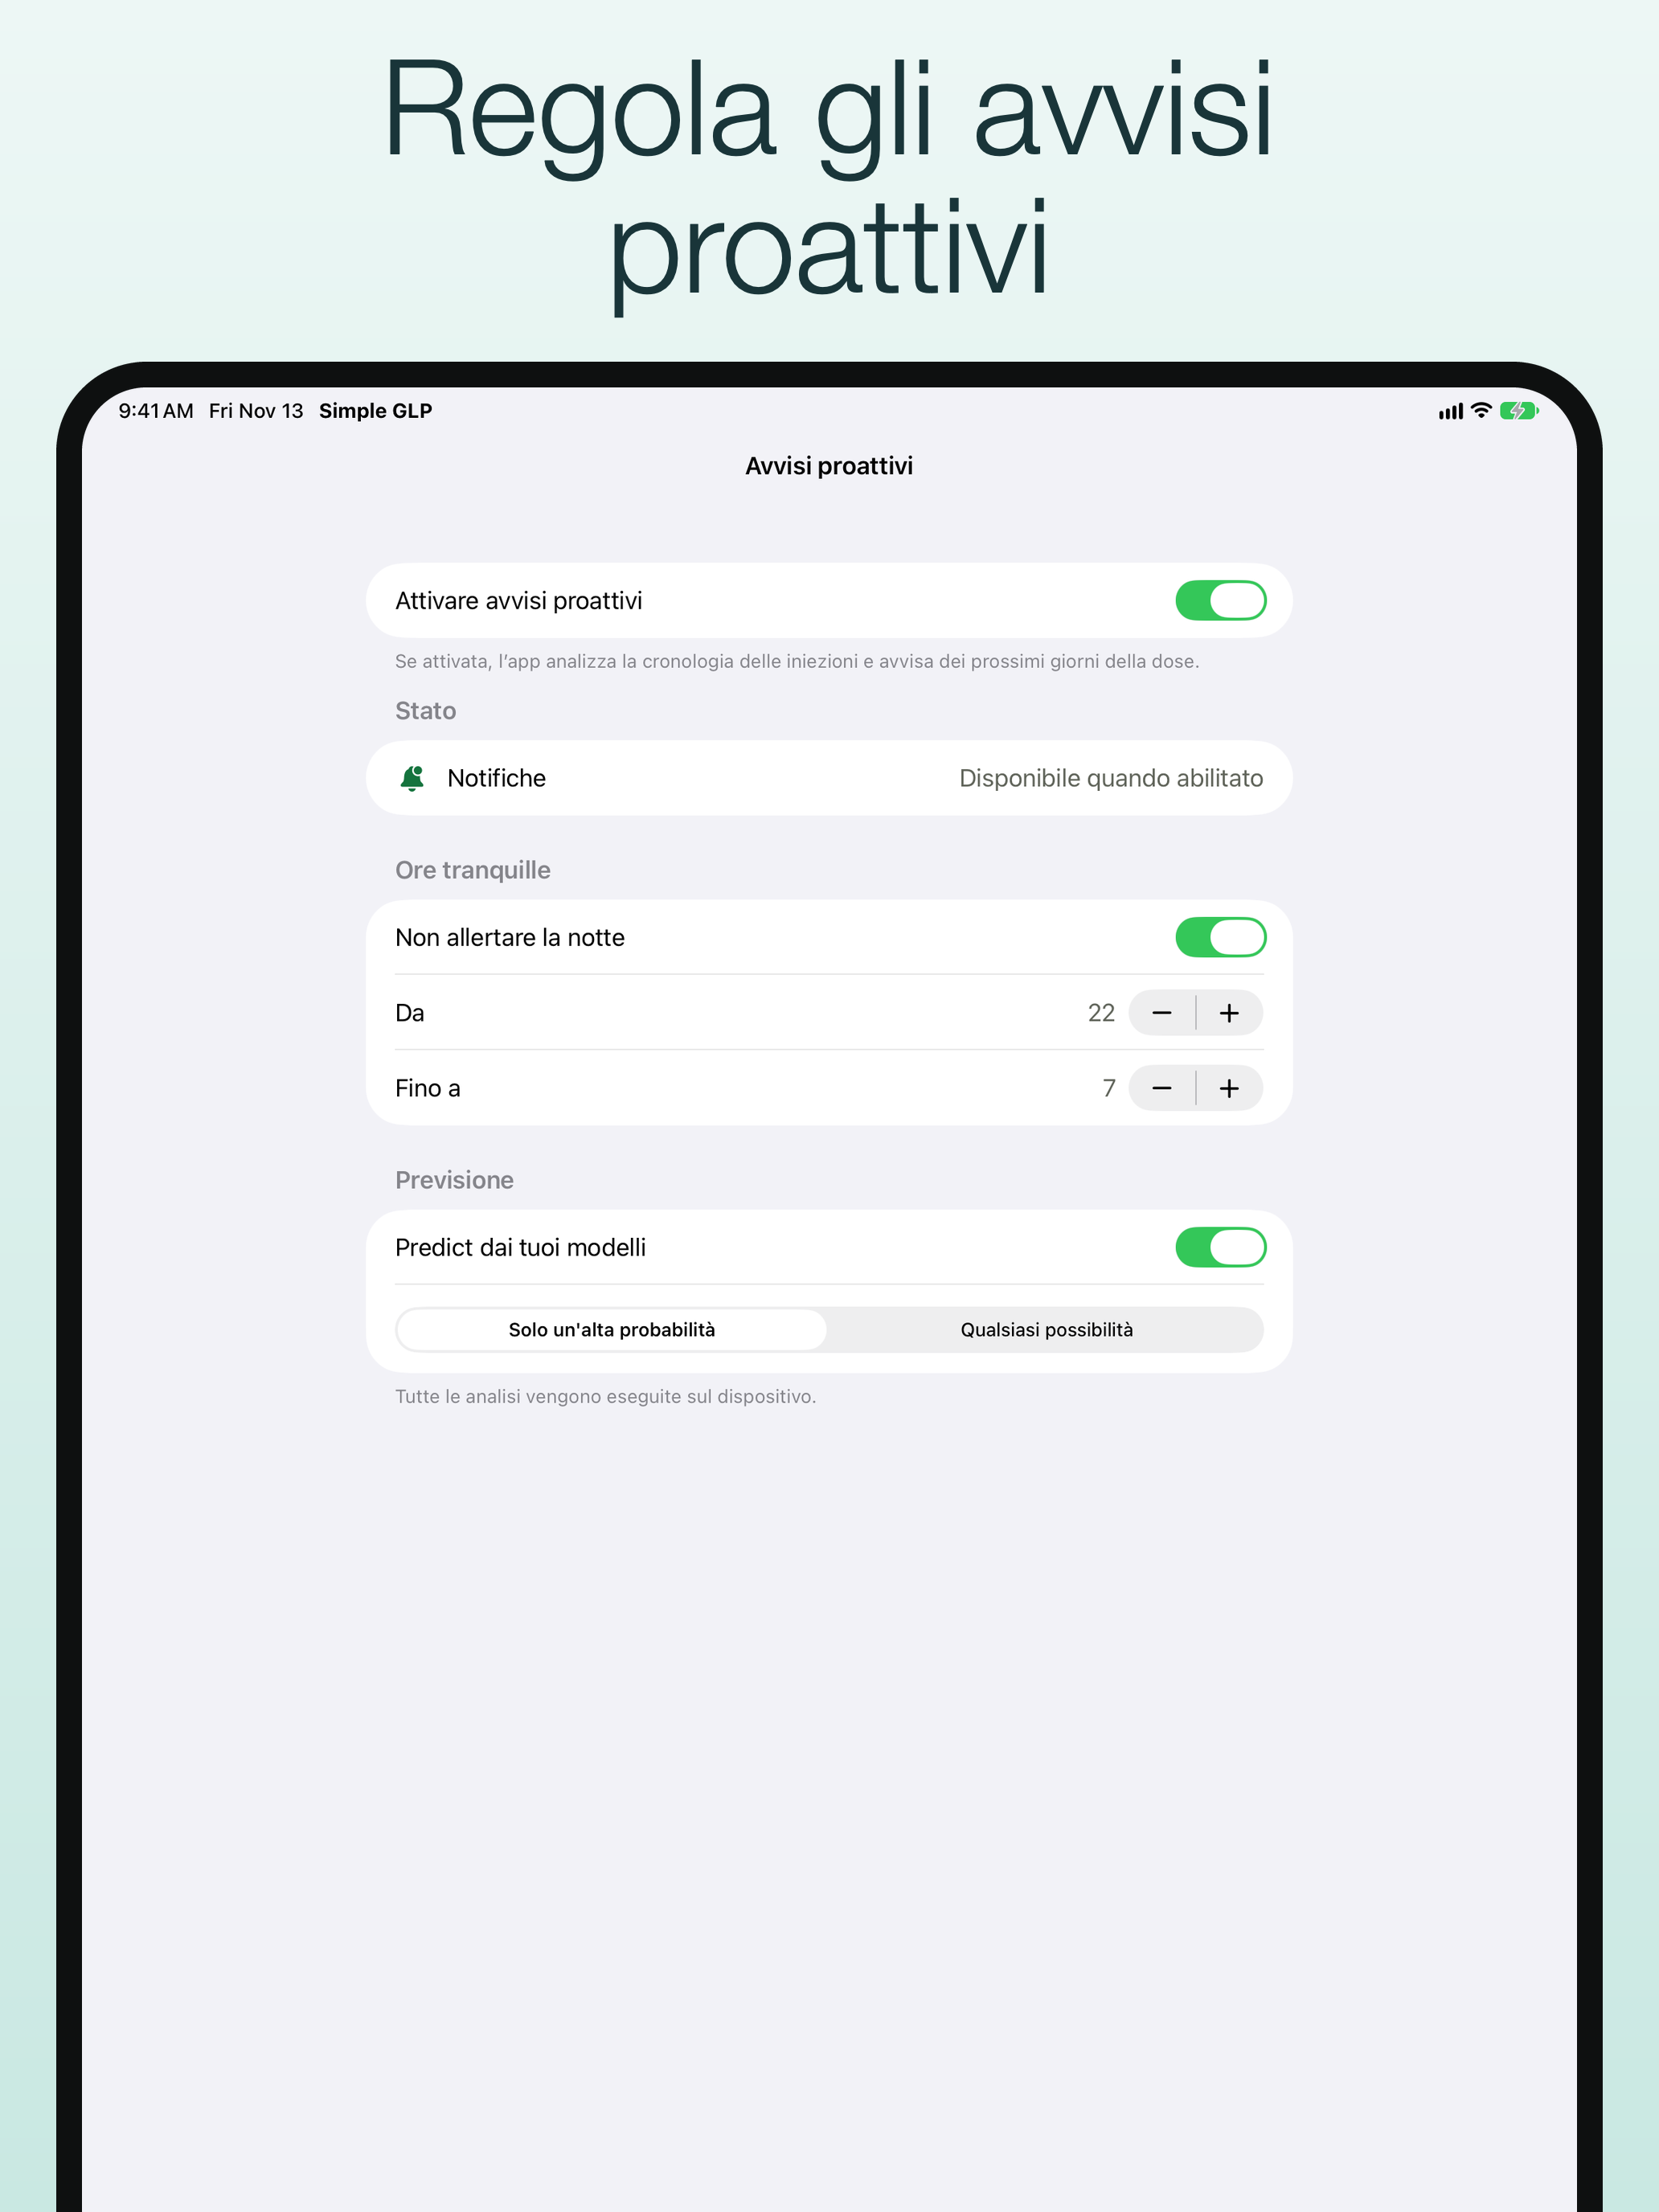 Regola gli avvisi
proattivi
9:41 AM Fri Nov 13 Simple GLP
Avvisi proattivi
Attivare avvisi proattivi
Se attivata, l’app analizza la cronologia delle iniezioni e avvisa dei prossimi giorni della dose.
Stato
Notifiche Disponibile quando abilitato
Ore tranquille
Non allertare la notte
Da 22 − +
Fino a 7 − +
Previsione
Predict dai tuoi modelli
Solo un'alta probabilità Qualsiasi possibilità
Tutte le analisi vengono eseguite sul dispositivo.